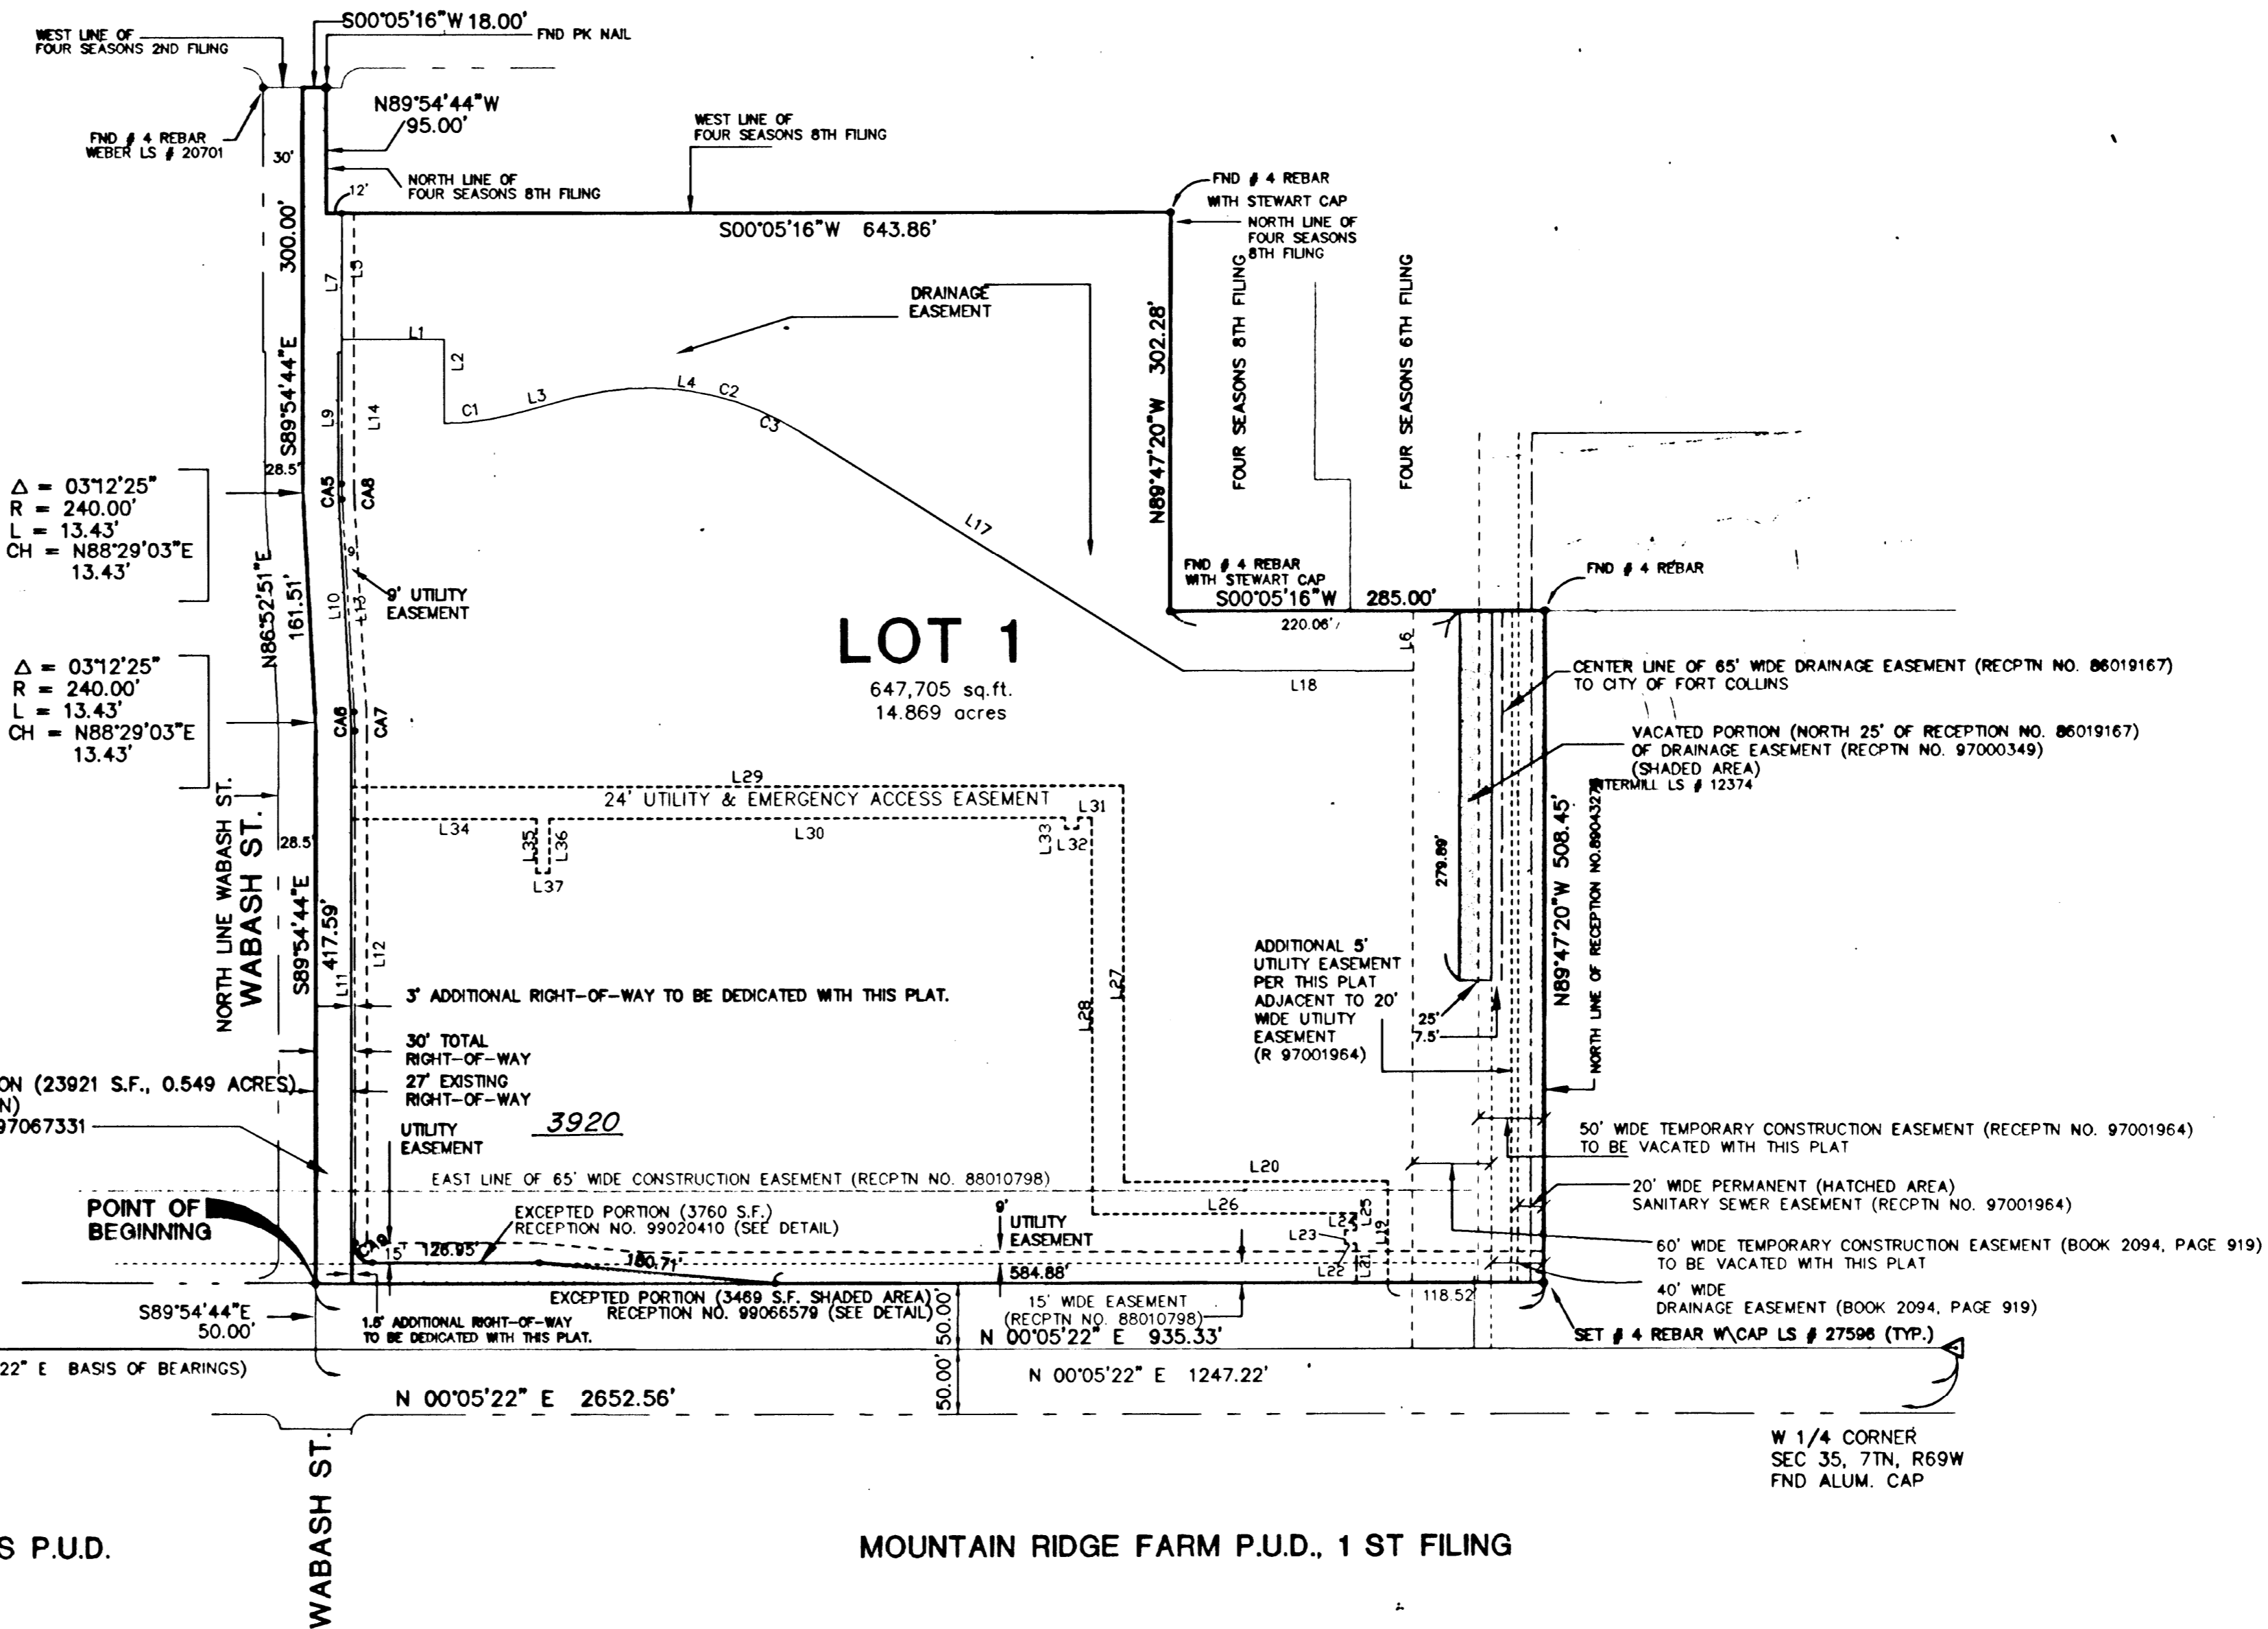 S00°05'16"W 18.00'
WEST LINE OF
FOUR SEASONS 2ND FILING
FND PK NAIL
N89°54'44"W
95.00'
FND # 4 REBAR
WEBER LS # 20701
30'
NORTH LINE OF
FOUR SEASONS 8TH FILING
12'
WEST LINE OF
FOUR SEASONS 8TH FILING
S00°05'16"W 643.86'
FND # 4 REBAR
WITH STEWART CAP
NORTH LINE OF
FOUR SEASONS
8TH FILING
FOUR SEASONS 8TH FILING
FOUR SEASONS 6TH FILING
S89°54'44"E 300.00'
L7
L5
L1
L2
L3
L4
C1
C2
C3
L9
L14
28.5'
CA5
CA8
DRAINAGE
EASEMENT
N89°47'20"W 302.28'
L17
Δ = 03°12'25"
R = 240.00'
L = 13.43'
CH = N88°29'03"E
13.43'
N86°52'51"E
161.51'
9'
L10
L13
9' UTILITY
EASEMENT
LOT 1
647,705 sq.ft.
14.869 acres
FND # 4 REBAR
WITH STEWART CAP
S00°05'16"W 285.00'
220.06'
L6
L18
FND # 4 REBAR
Δ = 03°12'25"
R = 240.00'
L = 13.43'
CH = N88°29'03"E
13.43'
CA6
CA7
CENTER LINE OF 65' WIDE DRAINAGE EASEMENT (RECPTN NO. 86019167)
TO CITY OF FORT COLLINS
VACATED PORTION (NORTH 25' OF RECEPTION NO. 86019167)
OF DRAINAGE EASEMENT (RECPTN NO. 97000349)
(SHADED AREA)
INTERMILL LS # 12374
NORTH LINE WABASH ST.
WABASH ST.
28.5'
S89°54'44"E
417.59'
L11
L12
L29
24' UTILITY & EMERGENCY ACCESS EASEMENT
L34
L35
L36
L37
L30
L33
L31
L32
L28
L27
279.89'
N89°47'20"W 508.45'
ADDITIONAL 5'
UTILITY EASEMENT
PER THIS PLAT
ADJACENT TO 20'
WIDE UTILITY
EASEMENT
(R 97001964)
25'
7.5'
3' ADDITIONAL RIGHT-OF-WAY TO BE DEDICATED WITH THIS PLAT.
30' TOTAL
RIGHT-OF-WAY
27' EXISTING
RIGHT-OF-WAY
ON (23921 S.F., 0.549 ACRES)
N)
97067331
UTILITY
EASEMENT
3920
EAST LINE OF 65' WIDE CONSTRUCTION EASEMENT (RECPTN NO. 88010798)
L20
L26
L25
L24
L23
L22
L21
L19
50' WIDE TEMPORARY CONSTRUCTION EASEMENT (RECEPTN NO. 97001964)
TO BE VACATED WITH THIS PLAT
20' WIDE PERMANENT (HATCHED AREA)
SANITARY SEWER EASEMENT (RECPTN NO. 97001964)
POINT OF
BEGINNING
EXCEPTED PORTION (3760 S.F.)
RECEPTION NO. 99020410 (SEE DETAIL)
9'
UTILITY
EASEMENT
CA9
15'
126.95'
180.71'
584.88'
118.52'
60' WIDE TEMPORARY CONSTRUCTION EASEMENT (BOOK 2094, PAGE 919)
TO BE VACATED WITH THIS PLAT
40' WIDE
DRAINAGE EASEMENT (BOOK 2094, PAGE 919)
S89°54'44"E
50.00'
1.5' ADDITIONAL RIGHT-OF-WAY
TO BE DEDICATED WITH THIS PLAT.
EXCEPTED PORTION (3469 S.F. SHADED AREA)
RECEPTION NO. 99066579 (SEE DETAIL)
50.00'
15' WIDE EASEMENT
(RECPTN NO. 88010798)
N 00°05'22" E 935.33'
SET # 4 REBAR W\CAP LS # 27596 (TYP.)
22" E BASIS OF BEARINGS)
N 00°05'22" E 2652.56'
50.00'
N 00°05'22" E 1247.22'
W 1/4 CORNER
SEC 35, 7TN, R69W
FND ALUM. CAP
WABASH ST.
S P.U.D.
MOUNTAIN RIDGE FARM P.U.D., 1 ST FILING